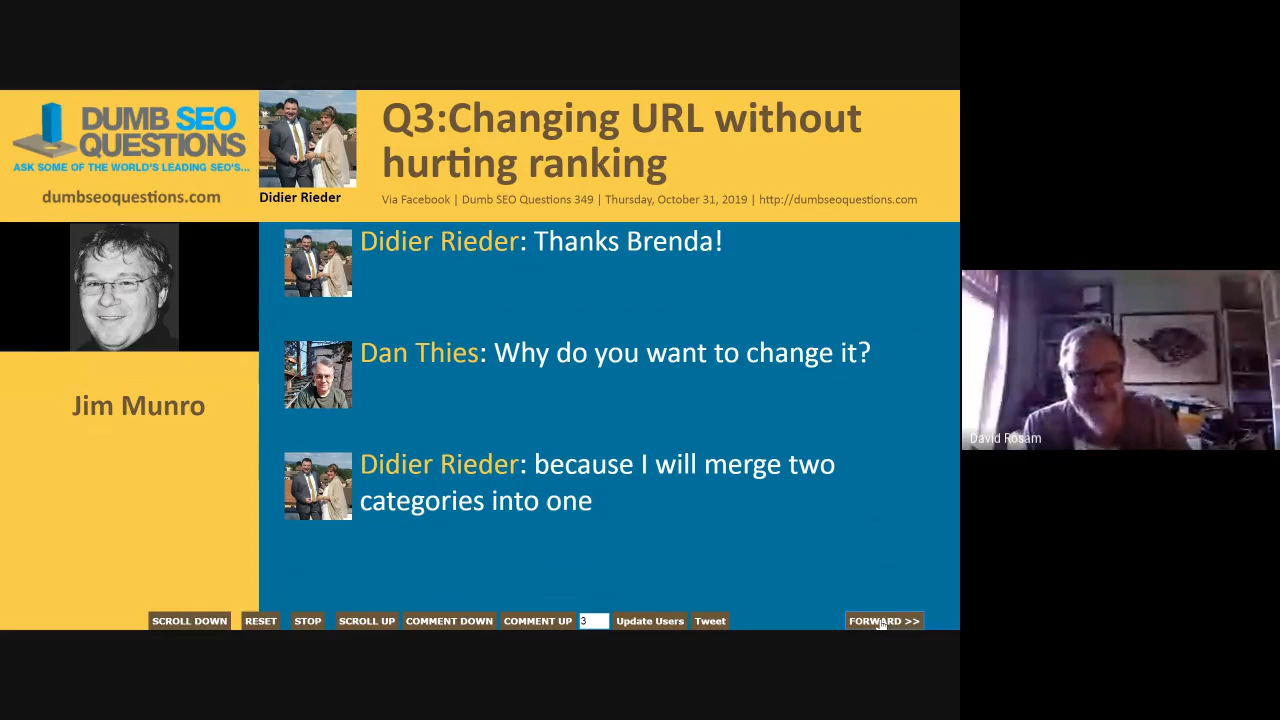 DUMB SEO
QUESTIONS
ASK SOME OF THE WORLD'S LEADING SEO'S...
dumbseoquestions.com
Didier Rieder
Q3:Changing URL without
hurting ranking
Via Facebook | Dumb SEO Questions 349 | Thursday, October 31, 2019 | http://dumbseoquestions.com
Jim Munro
Didier Rieder: Thanks Brenda!
Dan Thies: Why do you want to change it?
Didier Rieder: because I will merge two
categories into one
David Rosam
SCROLL DOWN RESET STOP SCROLL UP COMMENT DOWN COMMENT UP 3 Update Users Tweet FORWARD >>